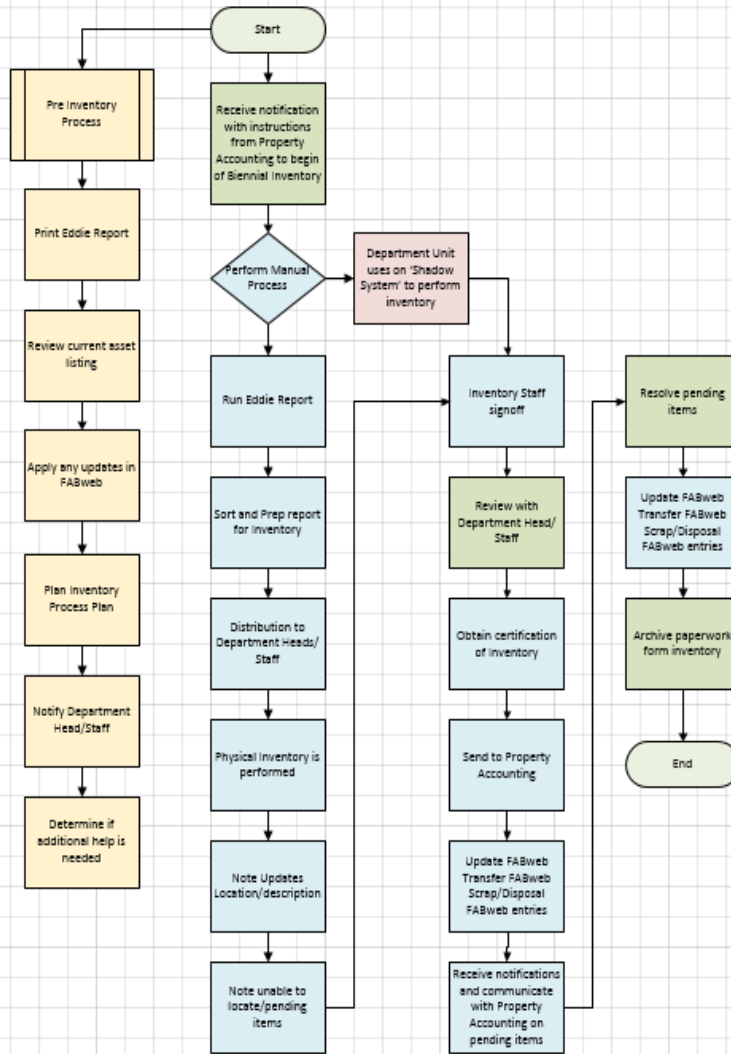 Start
Pre Inventory
Process
Print Eddie Report
Review current asset
listing
Apply any updates in
FABweb
Plan Inventory
Process Plan
Notify Department
Head/Staff
Determine if
additional help is
needed
Receive notification
with instructions
from Property
Accounting to begin
of Biennial Inventory
Perform Manual
Process
Department Unit
uses on 'Shadow
System' to perform
inventory
Run Eddie Report
Sort and Prep report
for Inventory
Distribution to
Department Heads/
Staff
Physical Inventory is
performed
Note Updates
Location/description
Note unable to
locate/pending
items
Inventory Staff
signoff
Review with
Department Head/
Staff
Obtain certification
of Inventory
Send to Property
Accounting
Update FABweb
Transfer FABweb
Scrap/Disposal
FABweb entries
Receive notifications
and communicate
with Property
Accounting on
pending items
Resolve pending
items
Update FABweb
Transfer FABweb
Scrap/Disposal
FABweb entries
Archive paperwork
form inventory
End